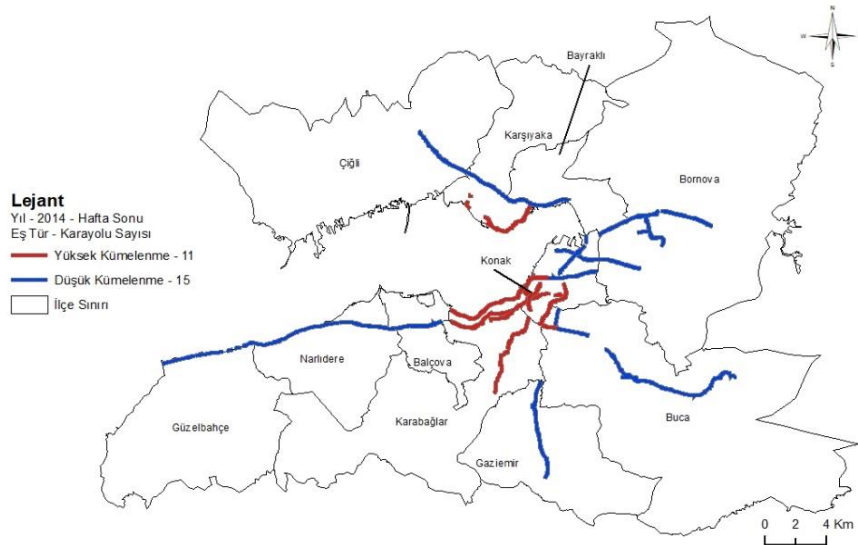 N
W
S
Bayraklı
Karşıyaka
Çiğli
Bornova
Lejant
Yıl - 2014 - Hafta Sonu
Eş Tür - Karayolu Sayısı
Yüksek Kümelenme - 11
Düşük Kümelenme - 15
İlçe Sınırı
Konak
Narlıdere
Balçova
Güzelbahçe
Karabağlar
Buca
Gaziemir
0 2 4 Km